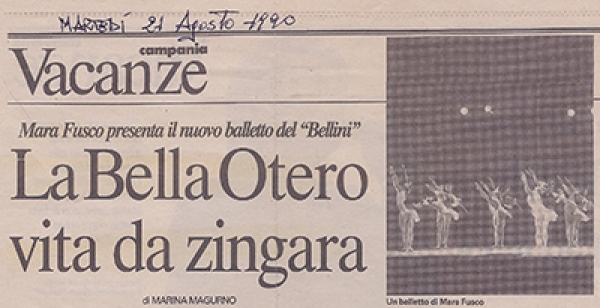 MARTEDÍ 21 Agosto 1990
campania
Vacanze
Mara Fusco presenta il nuovo balletto del “Bellini”
La Bella Otero
vita da zingara
di MARINA MAGURNO
Un balletto di Mara Fusco